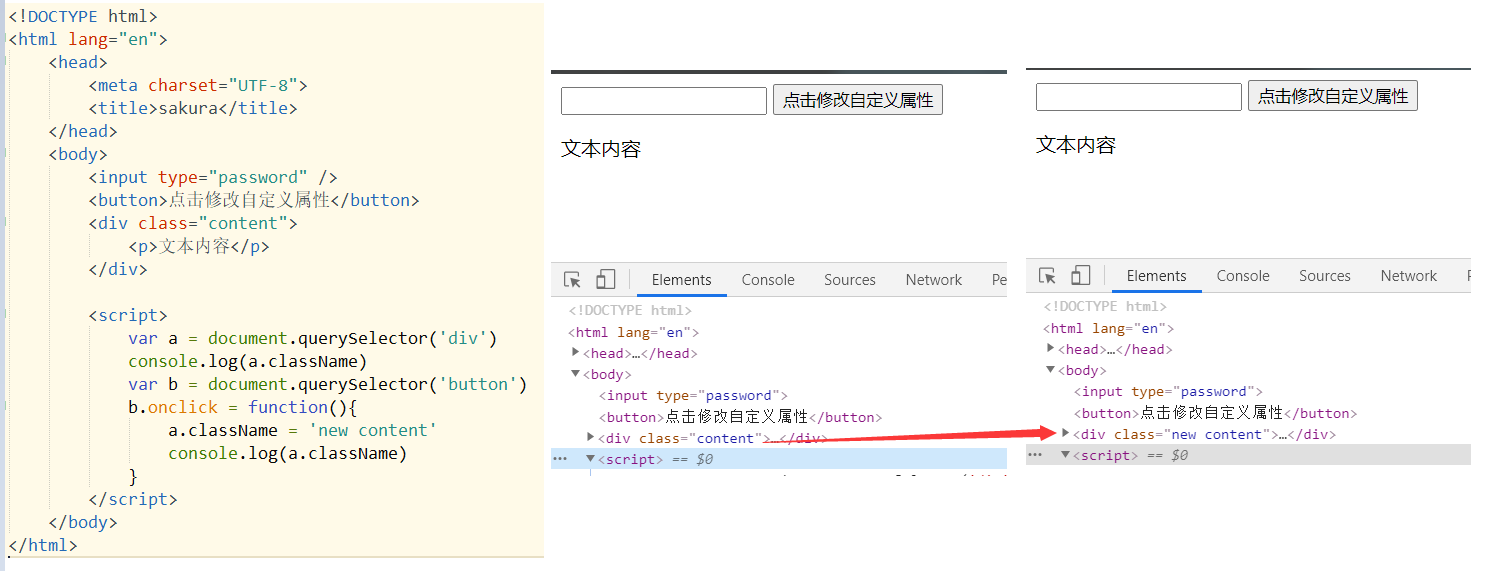 <!DOCTYPE html>
<html lang="en">
<head>
<meta charset="UTF-8">
<title>sakura</title>
</head>
<body>
<input type="password" />
<button>点击修改自定义属性</button>
<div class="content">
<p>文本内容</p>
</div>
<script>
var a = document.querySelector('div')
console.log(a.className)
var b = document.querySelector('button')
b.onclick = function(){
a.className = 'new content'
console.log(a.className)
}
</script>
</body>
</html>
点击修改自定义属性
文本内容
Elements Console Sources Network Pe
<!DOCTYPE html>
<html lang="en">
<head>…</head>
<body>
<input type="password">
<button>点击修改自定义属性</button>
<div class="content">…</div>
<script> == $0
点击修改自定义属性
文本内容
Elements Console Sources Network
<!DOCTYPE html>
<html lang="en">
<head>…</head>
<body>
<input type="password">
<button>点击修改自定义属性</button>
<div class="new content">…</div>
<script> == $0